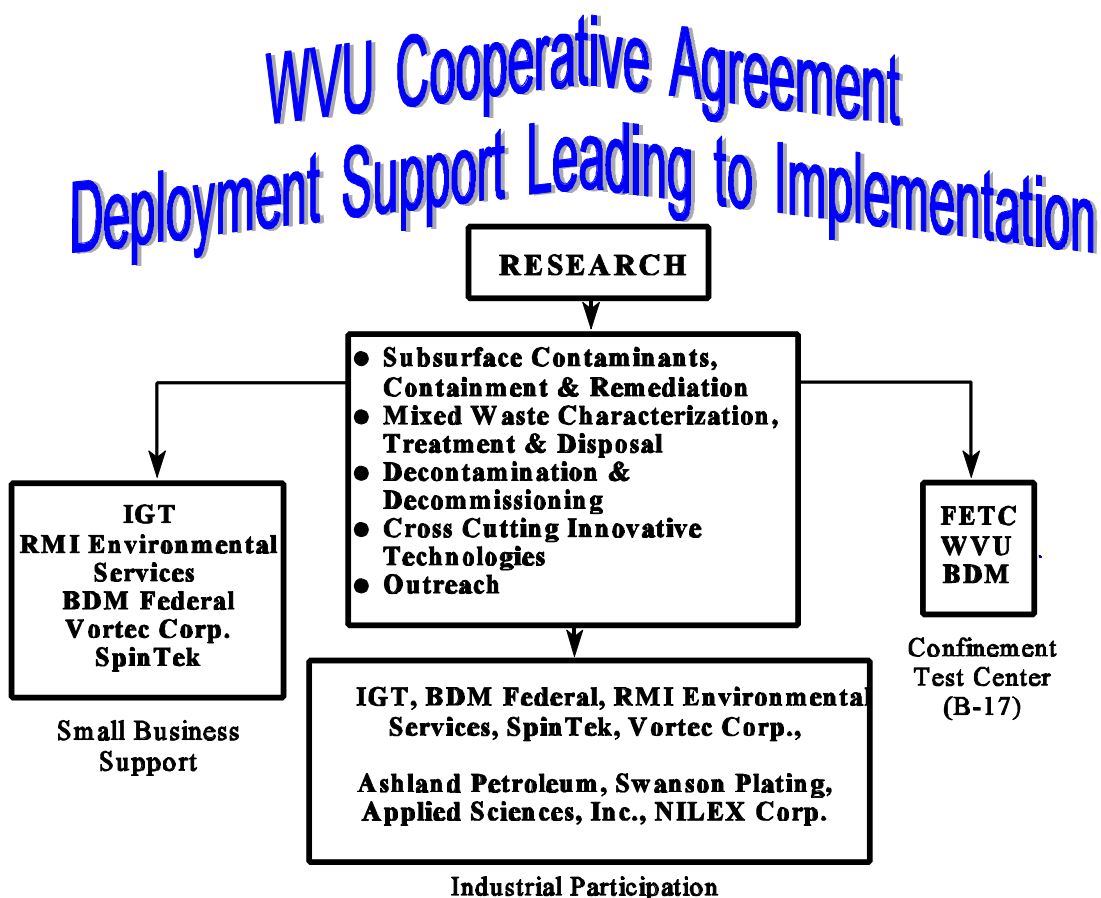 WVU Cooperative Agreement
Deployment Support Leading to Implementation
RESEARCH
● Subsurface Contaminants,
Containment & Remediation
● Mixed Waste Characterization,
Treatment & Disposal
● Decontamination &
Decommissioning
● Cross Cutting Innovative
Technologies
● Outreach
IGT
RMI Environmental
Services
BDM Federal
Vortec Corp.
SpinTek
Small Business
Support
FETC
WVU
BDM
Confinement
Test Center
(B-17)
IGT, BDM Federal, RMI Environmental
Services, SpinTek, Vortec Corp.,
Ashland Petroleum, Swanson Plating,
Applied Sciences, Inc., NILEX Corp.
Industrial Participation